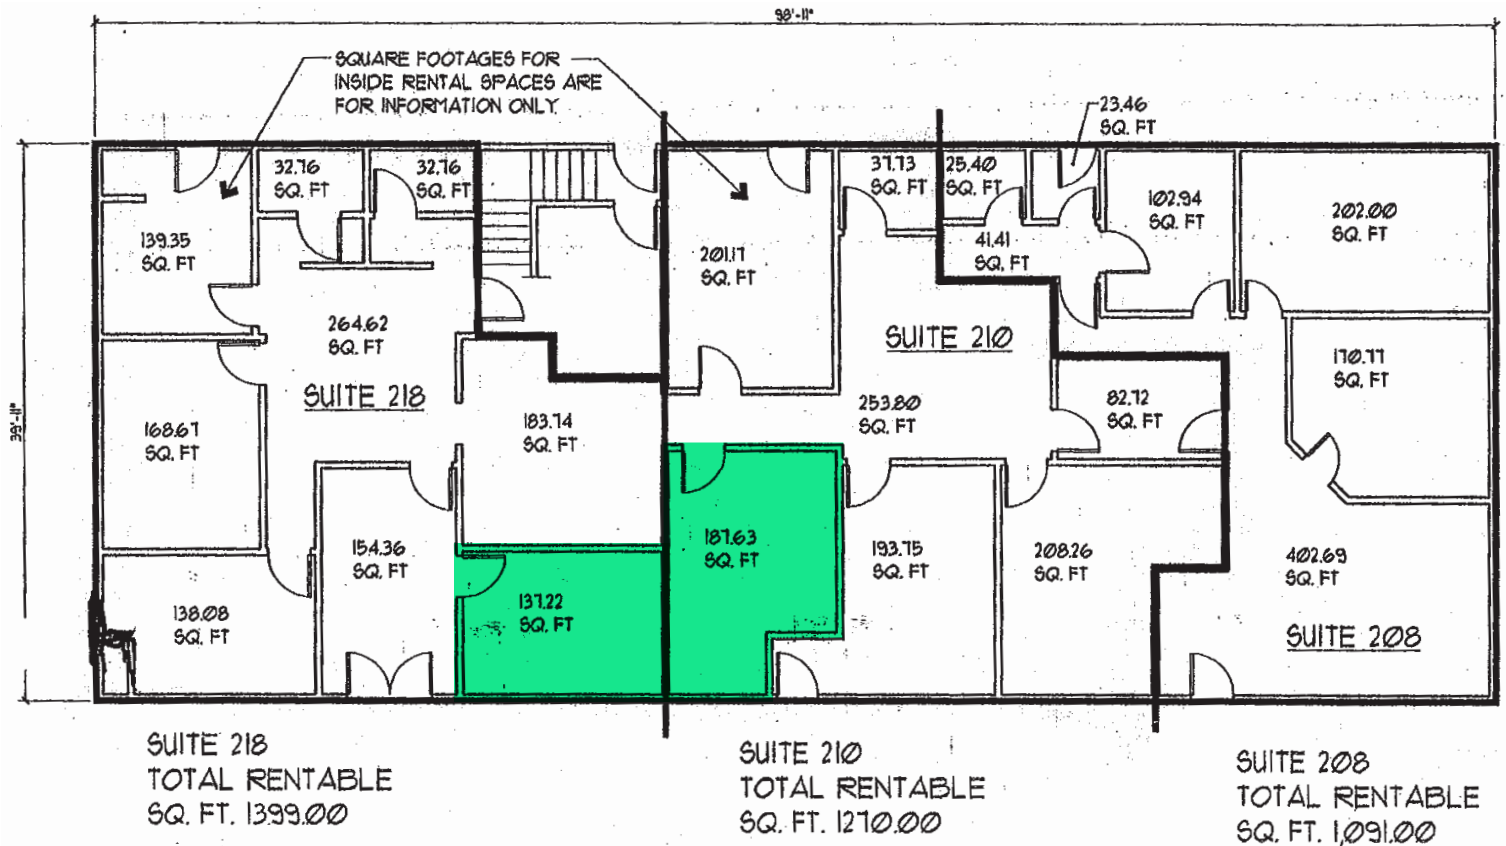 98'-11"
SQUARE FOOTAGES FOR
INSIDE RENTAL SPACES ARE
FOR INFORMATION ONLY.
23.46
SQ. FT
32.76
SQ. FT
32.76
SQ. FT
37.73
SQ. FT
25.40
SQ. FT
102.94
SQ. FT
202.00
SQ. FT
139.35
SQ. FT
201.17
SQ. FT
41.41
SQ. FT
264.62
SQ. FT
SUITE 210
170.77
SQ. FT
SUITE 218
253.80
SQ. FT
82.72
SQ. FT
39'-11"
168.67
SQ. FT
183.74
SQ. FT
154.36
SQ. FT
187.63
SQ. FT
193.75
SQ. FT
208.26
SQ. FT
402.69
SQ. FT
138.08
SQ. FT
137.22
SQ. FT
SUITE 208
SUITE 218
TOTAL RENTABLE
SQ. FT. 1399.00
SUITE 210
TOTAL RENTABLE
SQ. FT. 1270.00
SUITE 208
TOTAL RENTABLE
SQ. FT. 1,091.00